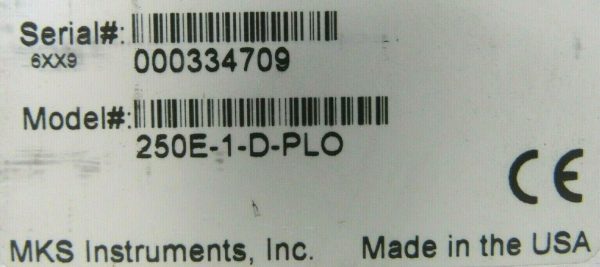 Serial#:
6XX9 000334709
Model#:
250E-1-D-PLO
CE
MKS Instruments, Inc. Made in the USA